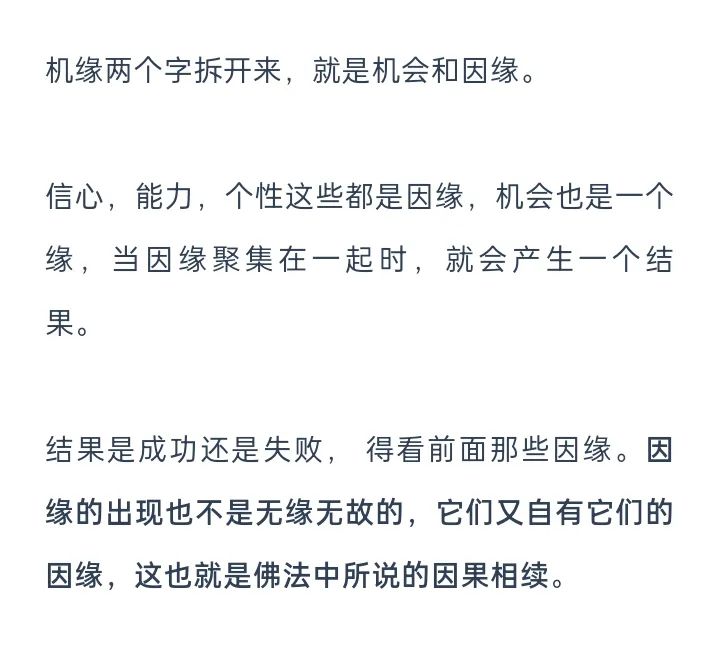 机缘两个字拆开来，就是机会和因缘。
信心，能力，个性这些都是因缘，机会也是一个
缘，当因缘聚集在一起时，就会产生一个结
果。
结果是成功还是失败， 得看前面那些因缘。因
缘的出现也不是无缘无故的，它们又自有它们的
因缘，这也就是佛法中所说的因果相续。